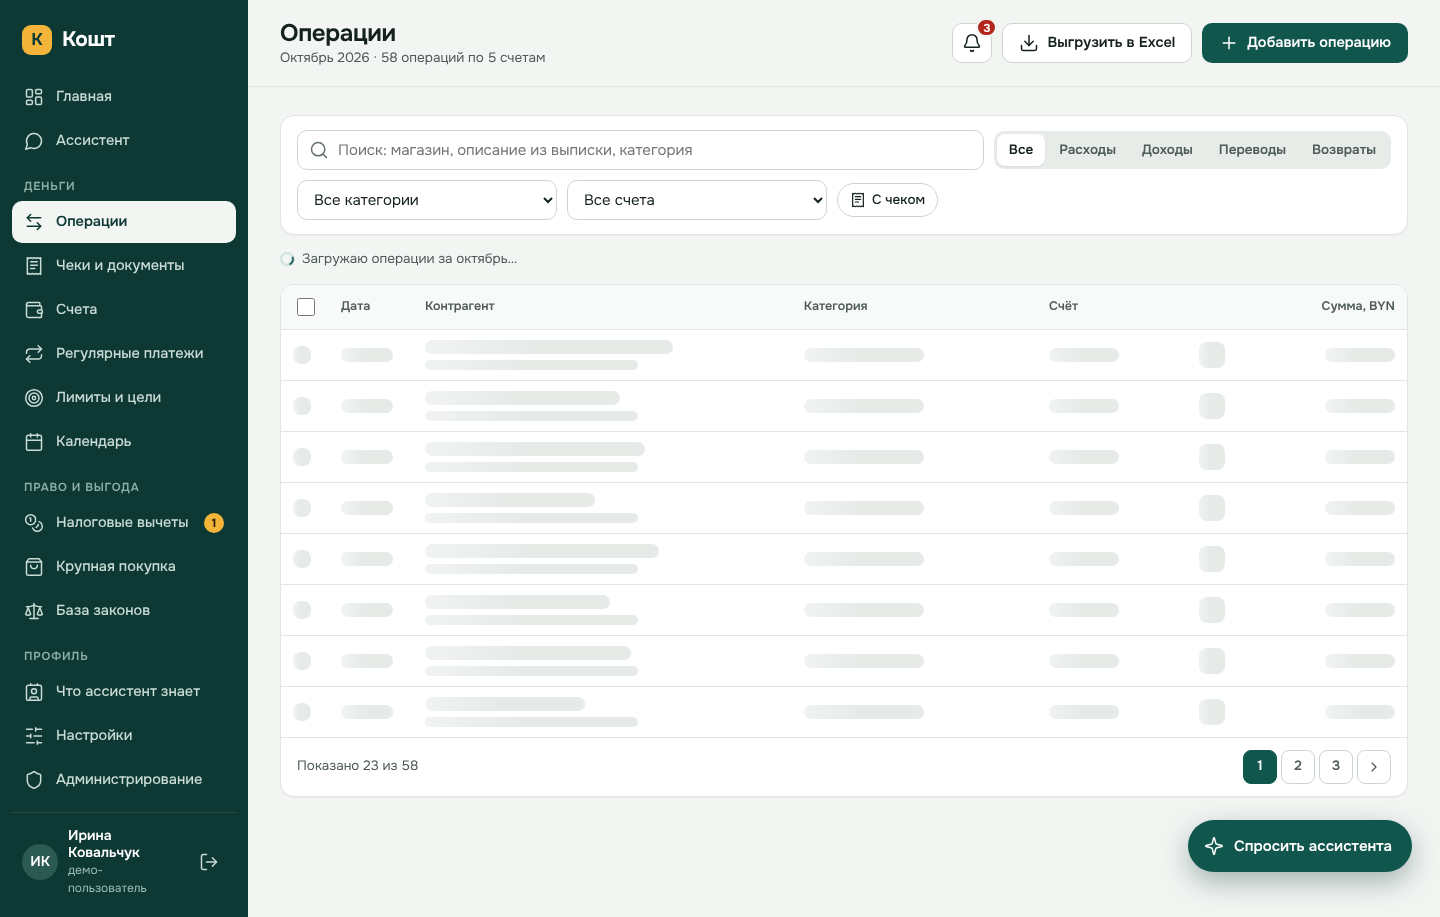 К Кошт
Главная
Ассистент
ДЕНЬГИ
Операции
Чеки и документы
Счета
Регулярные платежи
Лимиты и цели
Календарь
ПРАВО И ВЫГОДА
Налоговые вычеты 1
Крупная покупка
База законов
ПРОФИЛЬ
Что ассистент знает
Настройки
Администрирование
ИК
Ирина
Ковальчук
демо-
пользователь
Операции
Октябрь 2026 · 58 операций по 5 счетам
3
Выгрузить в Excel
Добавить операцию
Поиск: магазин, описание из выписки, категория
Все Расходы Доходы Переводы Возвраты
Все категории Все счета С чеком
Загружаю операции за октябрь...
Дата Контрагент Категория Счёт Сумма, BYN
Показано 23 из 58
1 2 3
Спросить ассистента